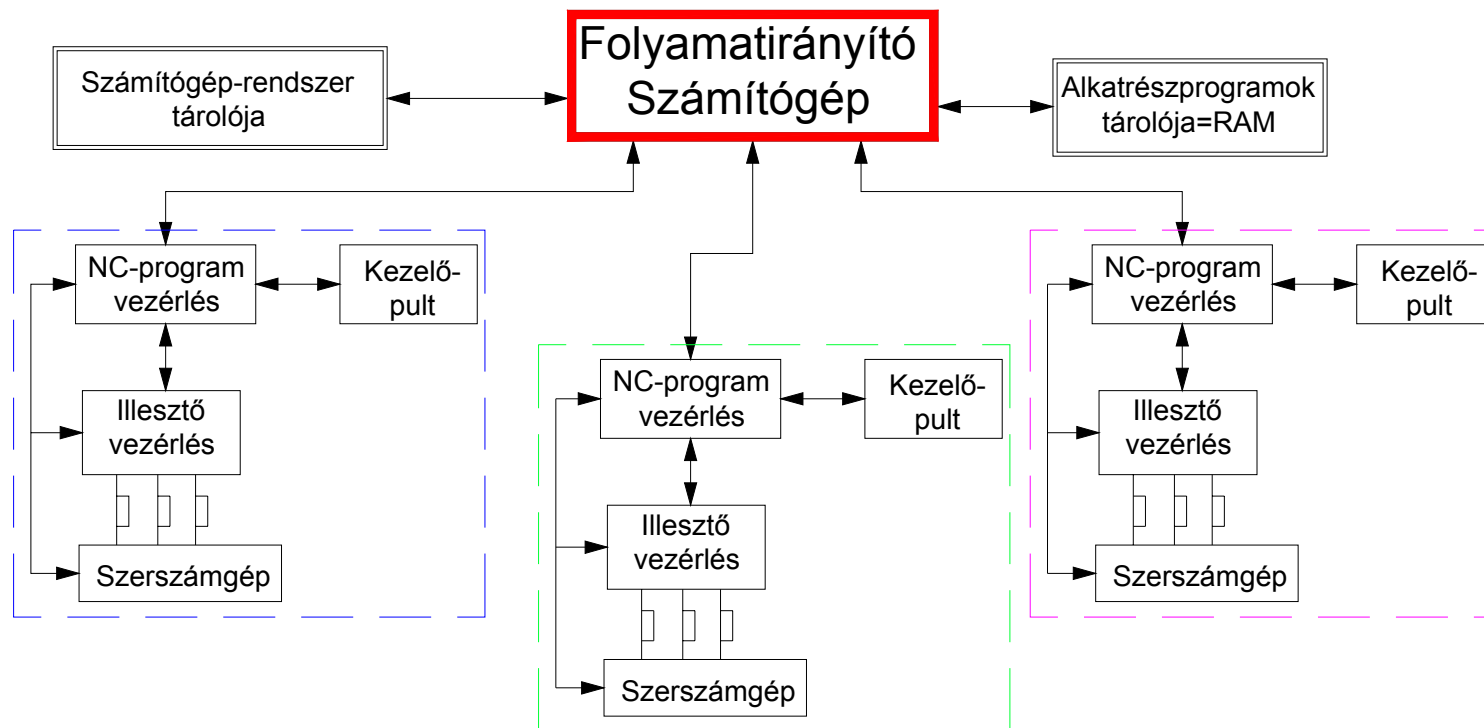 Folyamatirányító
Számítógép
Számítógép-rendszer
tárolója
Alkatrészprogramok
tárolója=RAM
NC-program
vezérlés
Kezelő-
pult
Illesztő
vezérlés
Szerszámgép
NC-program
vezérlés
Kezelő-
pult
Illesztő
vezérlés
Szerszámgép
NC-program
vezérlés
Kezelő-
pult
Illesztő
vezérlés
Szerszámgép